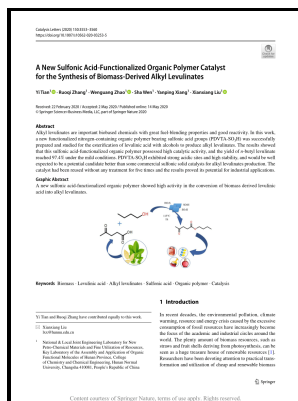 Catalysis Letters (2020) 150:3553–3560
A New Sulfonic Acid-Functionalized Organic Polymer Catalyst
for the Synthesis of Biomass-Derived Alkyl Levulinates
Yi Tian · Ruoqi Zhang · Wenguang Zhao · Sha Wen · Yanping Xiang · Xianxiang Liu
Received: 22 February 2020 / Accepted: 2 May 2020 / Published online: 14 May 2020
© Springer Science+Business Media, LLC, part of Springer Nature 2020
Abstract
Alkyl levulinates are important biobased chemicals with great fuel-blending properties and good reactivity. In this work,
a new functionalized nitrogen-containing organic polymer bearing sulfonic acid groups (PDVTA-SO₃H) was successfully
prepared and studied for the esterification of levulinic acid with alcohols to produce alkyl levulinates. The results showed
that this sulfonic acid-functionalized organic polymer possessed high catalytic activity, and the yield of n-butyl levulinate
reached 97.4% under the mild conditions. PDVTA-SO₃H exhibited strong acidic sites and high stability, and would be well
expected to be a potential candidate better than some commercial sulfonic solid catalysts for alkyl levulinates production. The
catalyst had been reused without any treatment for five times and the results proved its potential for industrial applications.
Graphic Abstract
A new sulfonic acid-functionalized organic polymer showed high activity in the conversion of biomass derived levulinic
acid into alkyl levulinates.
Keywords Biomass · Levulinic acid · Alkyl levulinates · Sulfonic acid · Organic polymer · Catalysis
Yi Tian and Ruoqi Zhang have contributed equally to this work.
Xianxiang Liu
lxx@hunnu.edu.cn
National & Local Joint Engineering Laboratory for New
Petro-Chemical Materials and Fine Utilization of Resources,
Key Laboratory of the Assembly and Application of Organic
Functional Molecules of Hunan Province, College
of Chemistry and Chemical Engineering, Hunan Normal
University, Changsha 410081, People's Republic of China
1 Introduction
In recent decades, the environmental pollution, climate
warming, resource and energy crisis caused by the excessive
consumption of fossil resources have increasingly become
the focus of the academic and industrial circles around
the world. The plenty amount of biomass resources, such as
straws and fruit shells deriving from photosynthesis, can be
seen as a huge treasure house of renewable resources [1].
Researchers have been devoting attention to practical trans-
formation and utilization of cheap and renewable biomass
Springer
Content courtesy of Springer Nature, terms of use apply. Rights reserved.